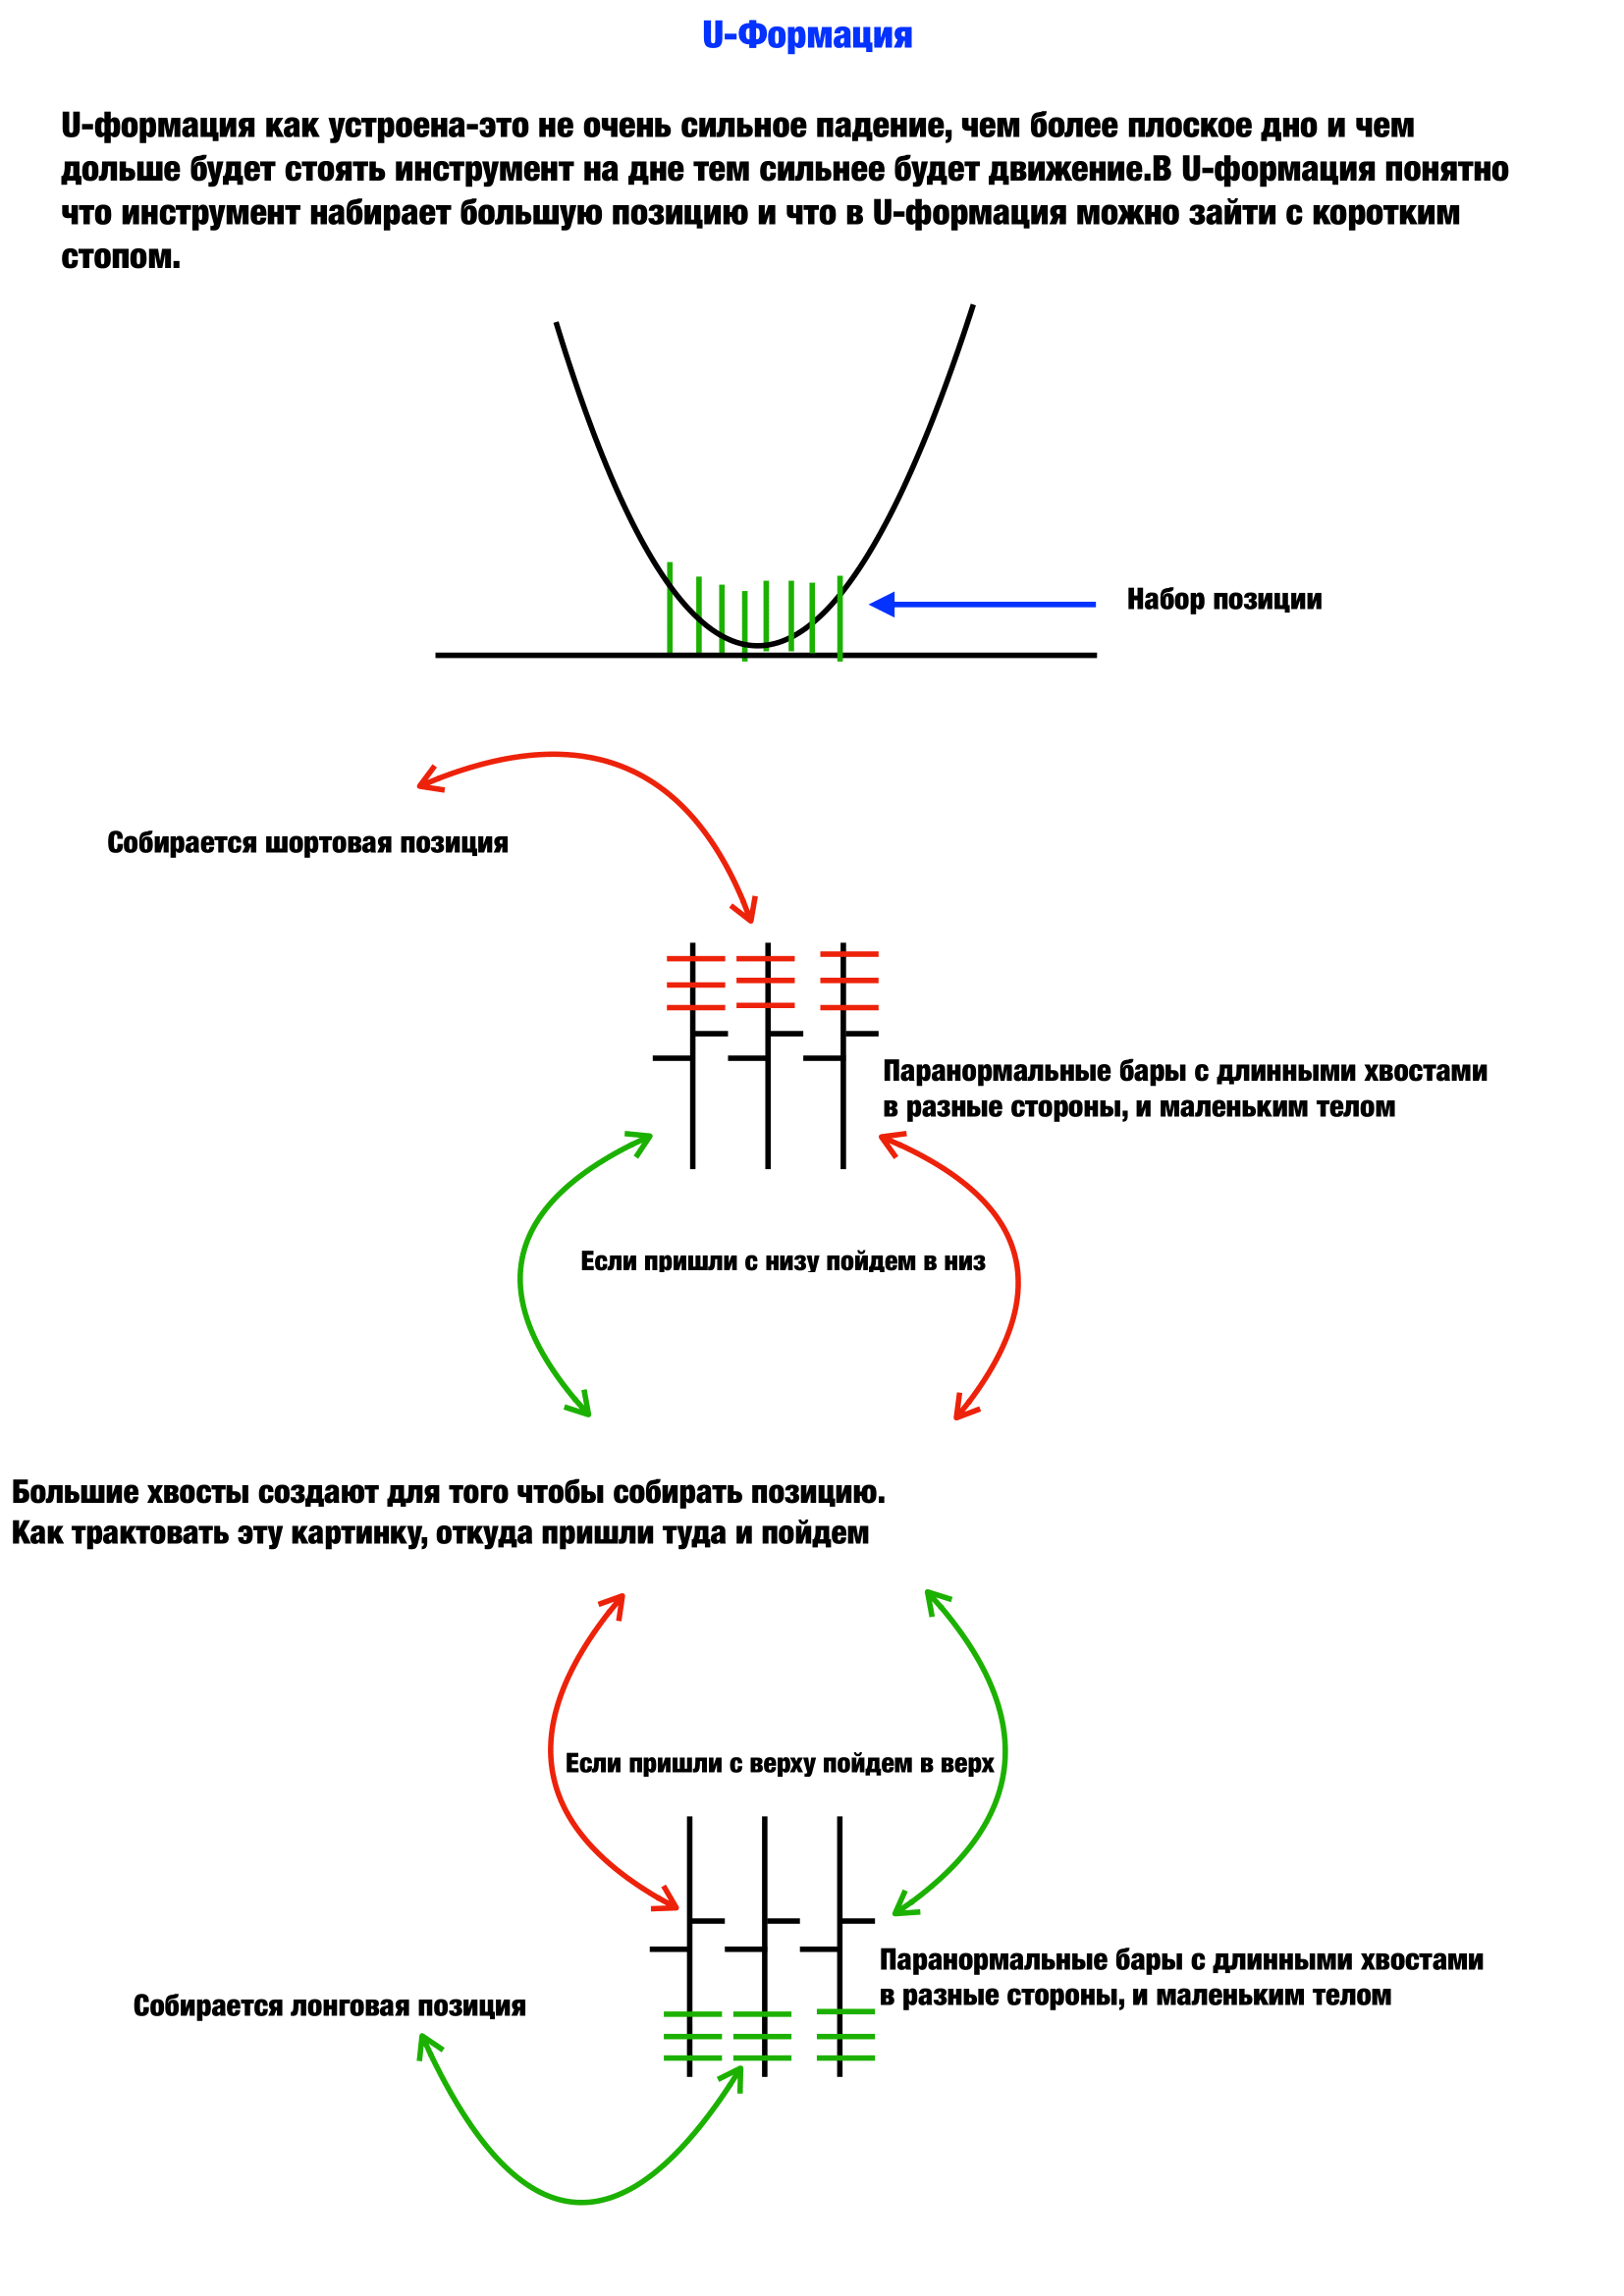 U-Формация
U-формация как устроена-это не очень сильное падение, чем более плоское дно и чем
дольше будет стоять инструмент на дне тем сильнее будет движение.В U-формация понятно
что инструмент набирает большую позицию и что в U-формация можно зайти с коротким
стопом.
Набор позиции
Собирается шортовая позиция
Паранормальные бары с длинными хвостами
в разные стороны, и маленьким телом
Если пришли с низу пойдем в низ
Большие хвосты создают для того чтобы собирать позицию.
Как трактовать эту картинку, откуда пришли туда и пойдем
Если пришли с верху пойдем в верх
Паранормальные бары с длинными хвостами
в разные стороны, и маленьким телом
Собирается лонговая позиция